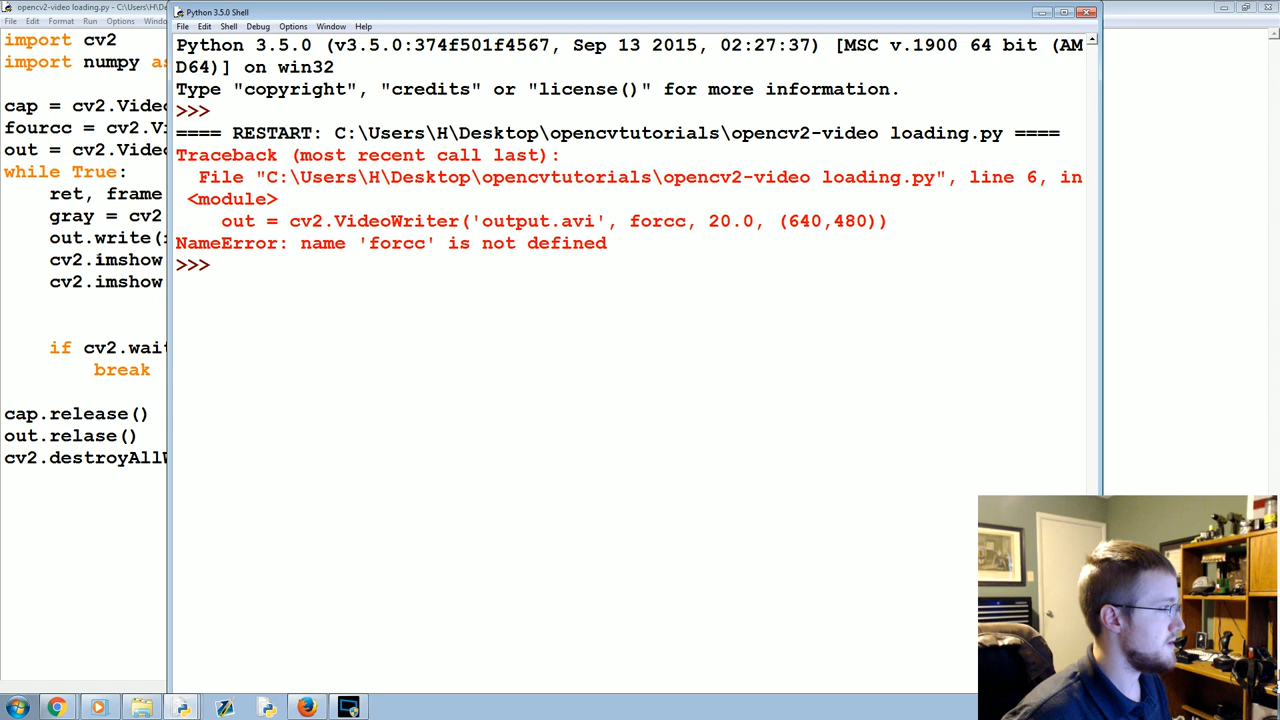 opencv2-video loading.py - C:\Users\H\De
File Edit Format Run Options Windo
import cv2
import numpy as
cap = cv2.Vide
fourcc = cv2.Vi
out = cv2.Vide
while True:
ret, frame
gray = cv2
out.write(
cv2.imshow
cv2.imshow
if cv2.wait
break
cap.release()
out.relase()
cv2.destroyAllW
Python 3.5.0 Shell
File Edit Shell Debug Options Window Help
Python 3.5.0 (v3.5.0:374f501f4567, Sep 13 2015, 02:27:37) [MSC v.1900 64 bit (AM
D64)] on win32
Type "copyright", "credits" or "license()" for more information.
>>>
==== RESTART: C:\Users\H\Desktop\opencvtutorials\opencv2-video loading.py ====
Traceback (most recent call last):
File "C:\Users\H\Desktop\opencvtutorials\opencv2-video loading.py", line 6, in
<module>
out = cv2.VideoWriter('output.avi', forcc, 20.0, (640,480))
NameError: name 'forcc' is not defined
>>>